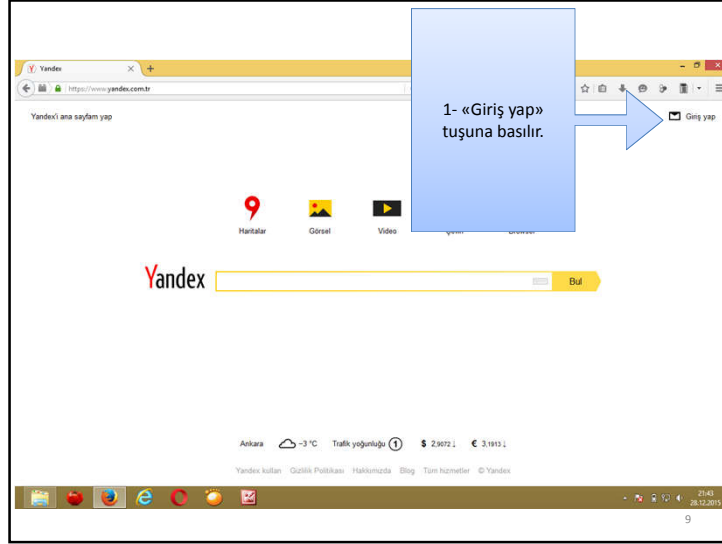 Yandex
https://www.yandex.com.tr
Yandex'i ana sayfam yap
1- «Giriş yap»
tuşuna basılır.
Giriş yap
Haritalar Görsel Video
Yandex Bul
Ankara −3 °C Trafik yoğunluğu 1 $ 2,9072↓ € 3,1913↓
Yandex kullan Gizlilik Politikası Hakkımızda Blog Tüm hizmetler © Yandex
21:43
28.12.2015
9